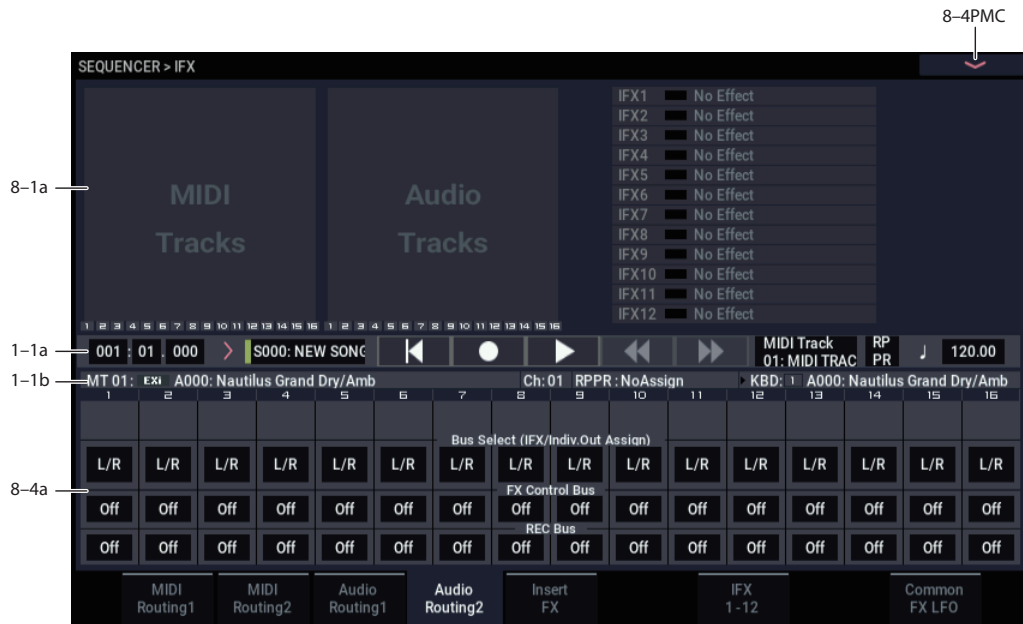 8–4PMC
SEQUENCER > IFX
IFX1 No Effect
IFX2 No Effect
IFX3 No Effect
IFX4 No Effect
IFX5 No Effect
IFX6 No Effect
IFX7 No Effect
IFX8 No Effect
IFX9 No Effect
IFX10 No Effect
IFX11 No Effect
IFX12 No Effect
8–1a
MIDI
Tracks
Audio
Tracks
1 2 3 4 5 6 7 8 9 10 11 12 13 14 15 16 1 2 3 4 5 6 7 8 9 10 11 12 13 14 15 16
1–1a
001 : 01 . 000
S000: NEW SONG
MIDI Track
01: MIDI TRAC
RP
PR
♩ 120.00
1–1b
MT 01: EXi A000: Nautilus Grand Dry/Amb Ch: 01 RPPR : NoAssign KBD: 1 A000: Nautilus Grand Dry/Amb
1 2 3 4 5 6 7 8 9 10 11 12 13 14 15 16
Bus Select (IFX/Indiv.Out Assign)
L/R L/R L/R L/R L/R L/R L/R L/R L/R L/R L/R L/R L/R L/R L/R L/R
8–4a
FX Control Bus
Off Off Off Off Off Off Off Off Off Off Off Off Off Off Off Off
REC Bus
Off Off Off Off Off Off Off Off Off Off Off Off Off Off Off Off
MIDI
Routing1
MIDI
Routing2
Audio
Routing1
Audio
Routing2
Insert
FX
IFX
1 -12
Common
FX LFO